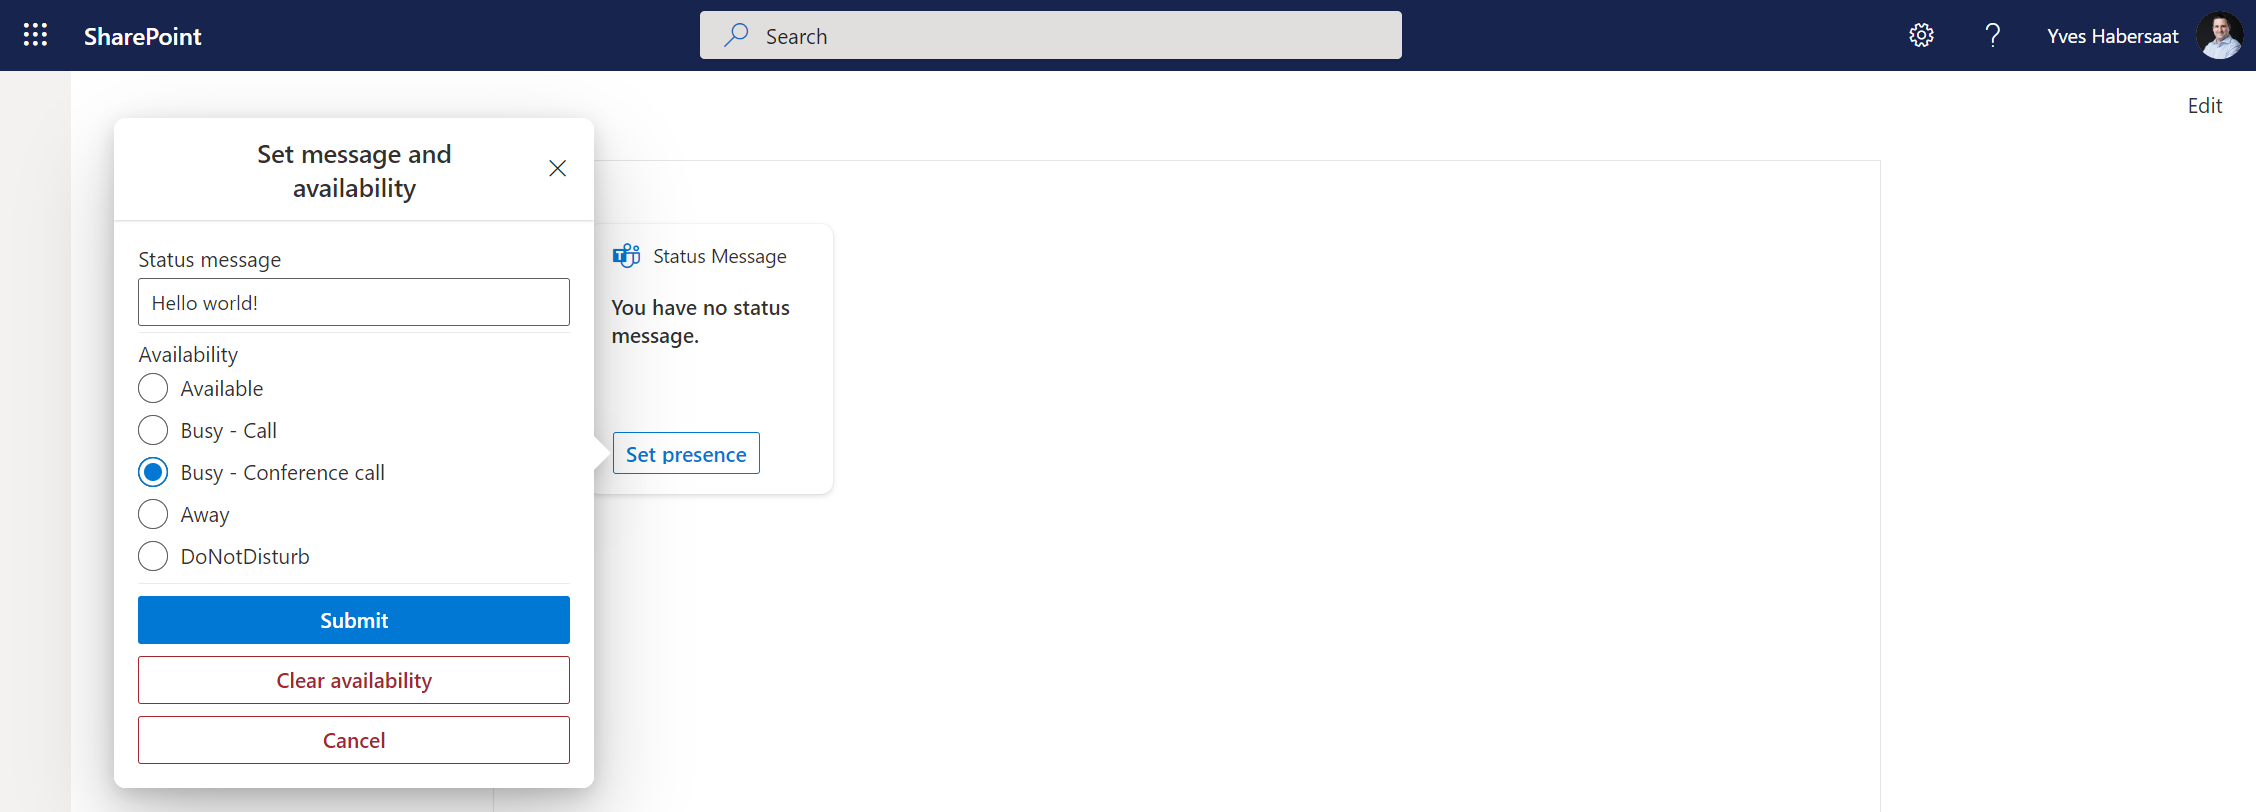 SharePoint
Search
Yves Habersaat
Edit
Set message and
availability
Status message
Hello world!
Availability
Available
Busy - Call
Busy - Conference call
Away
DoNotDisturb
Submit
Clear availability
Cancel
Status Message
You have no status
message.
Set presence